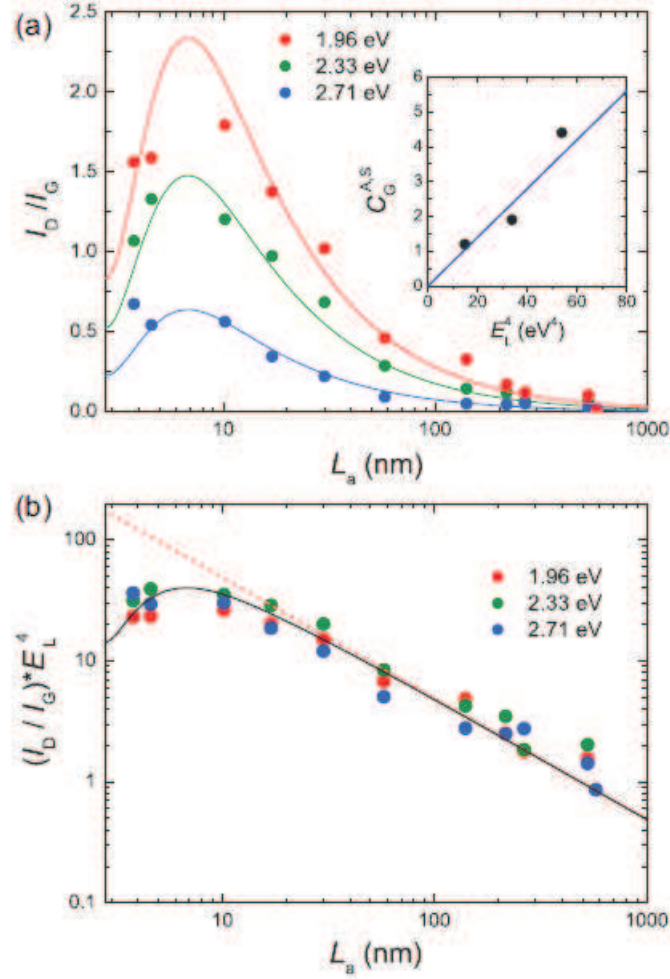 (a)
2.5
2.0
1.5
1.0
0.5
0.0
I_D/I_G
10
100
1000
L_a (nm)
1.96 eV
2.33 eV
2.71 eV
6
5
4
3
2
1
0
C_G^{A,S}
0
20
40
60
80
E_L^4 (eV^4)
(b)
100
10
1
0.1
(I_D / I_G)*E_L^4
1.96 eV
2.33 eV
2.71 eV
10
100
1000
L_a (nm)